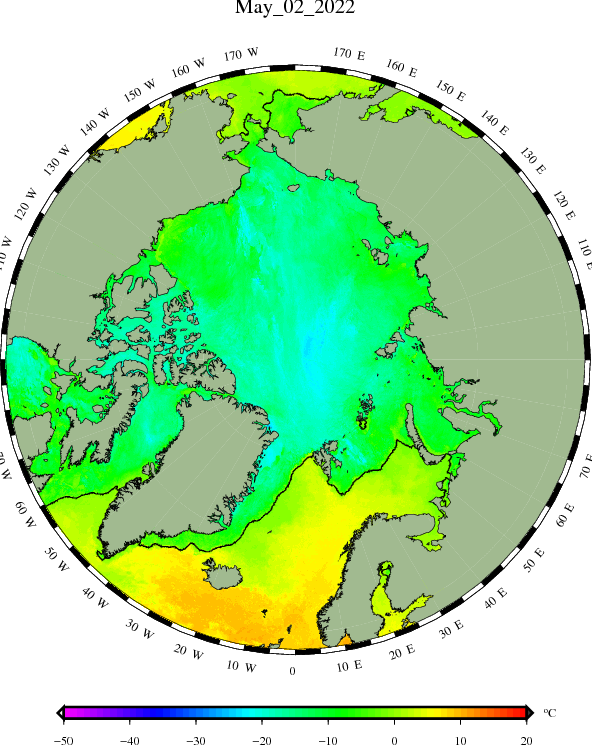 May_02_2022
170 W
170 E
160 W
160 E
150 W
150 E
140 W
140 E
130 W
130 E
120 W
120 E
110 E
60 W
70 E
60 E
50 W
50 E
40 W
40 E
30 W
30 E
20 W
20 E
10 W
10 E
0
°C
−50 −40 −30 −20 −10 0 10 20